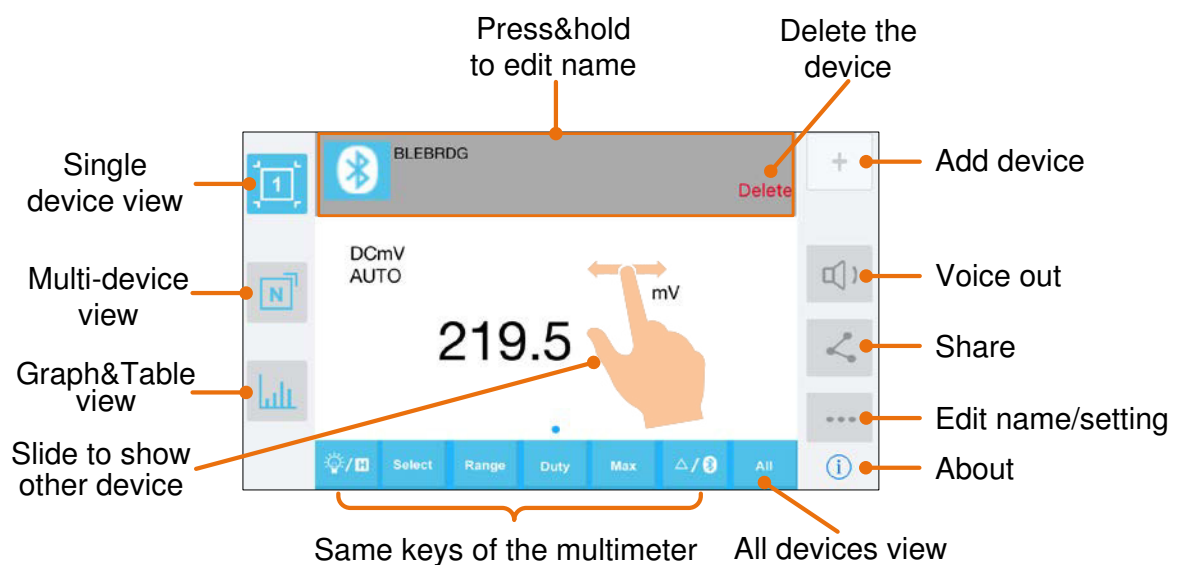 Press&hold
to edit name
Delete the
device
Single
device view
1
BLEBRDG
Delete
+
Add device
Multi-device
view
N
DCmV
AUTO
mV
219.5
Voice out
Graph&Table
view
Share
Edit name/setting
Slide to show
other device
/H
Select
Range
Duty
Max
△/
All
i
About
Same keys of the multimeter
All devices view